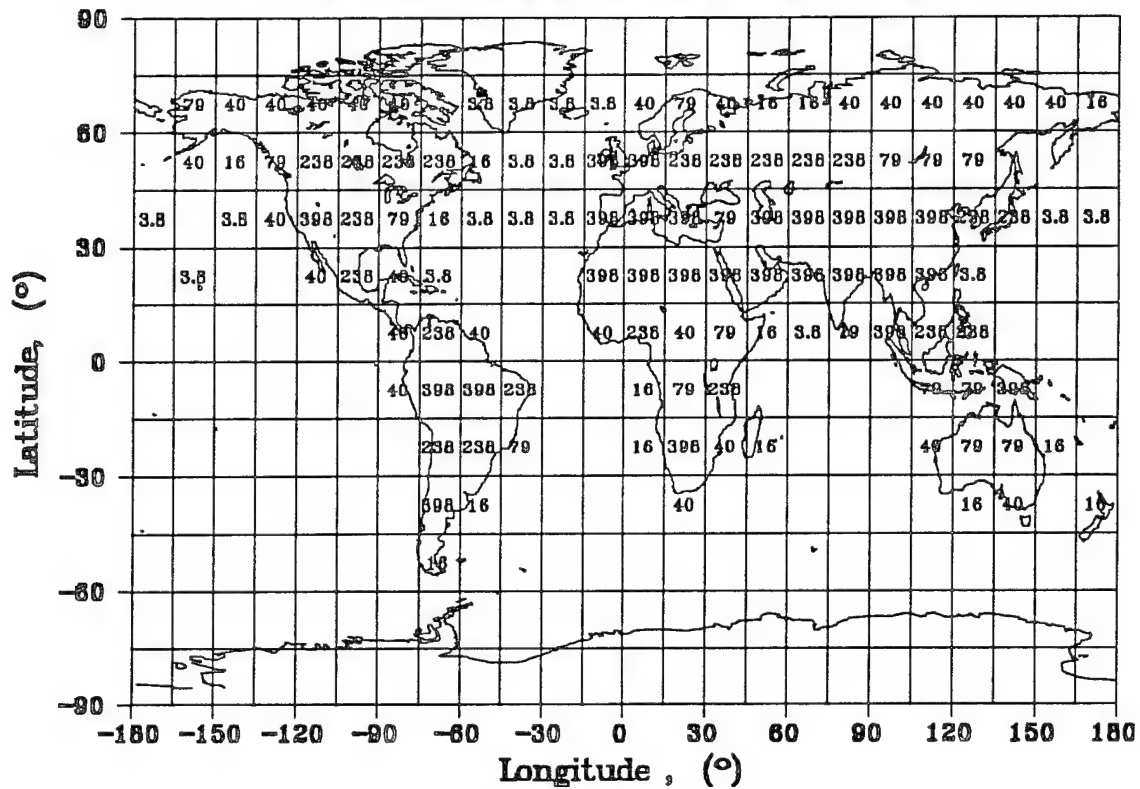 90
79 40 40 40 40 40 3.8 3.8 3.8 3.8 40 79 40 16 16 40 40 40 40 40 40 16
60
40 16 79 238 238 238 238 16 3.8 3.8 398 398 238 238 238 238 238 79 79 79
3.8 3.8 40 398 238 79 16 3.8 3.8 3.8 398 398 398 79 398 398 398 398 398 238 238 3.8 3.8
30
3.8 40 238 40 3.8 398 398 398 398 398 398 398 398 398 3.8
40 238 40 40 238 40 79 16 3.8 79 398 238 238
0
40 398 398 238 16 79 238 79 79 398
238 238 79 16 398 40 16 40 79 79 16
-30
398 16 40 16 40 16
16
-60
-90
-180 -150 -120 -90 -60 -30 0 30 60 90 120 150 180
Latitude, (°)
Longitude , (°)